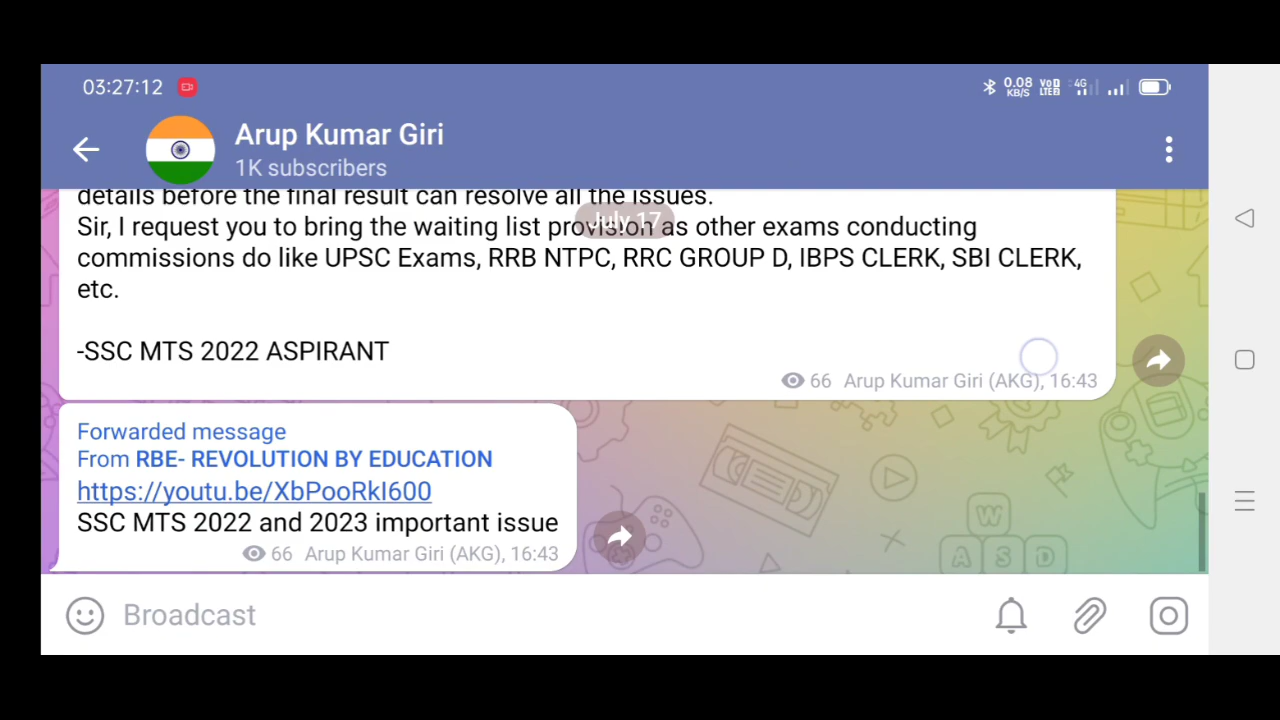 03:27:12
0.08 KB/S
VoD LTEB
4G
Arup Kumar Giri
1K subscribers
details before the final result can resolve all the issues.
July 17
Sir, I request you to bring the waiting list provision as other exams conducting
commissions do like UPSC Exams, RRB NTPC, RRC GROUP D, IBPS CLERK, SBI CLERK,
etc.
-SSC MTS 2022 ASPIRANT
66 Arup Kumar Giri (AKG), 16:43
Forwarded message
From RBE- REVOLUTION BY EDUCATION
https://youtu.be/XbPooRkI600
SSC MTS 2022 and 2023 important issue
66 Arup Kumar Giri (AKG), 16:43
W
A S D
Broadcast